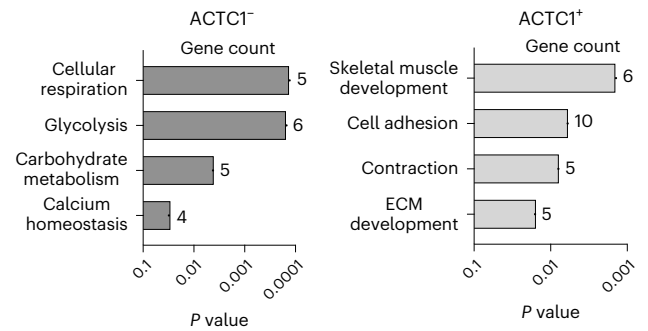 ACTC1⁻
Gene count
Cellular
respiration
5
Glycolysis
6
Carbohydrate
metabolism
5
Calcium
homeostasis
4
0.1
0.01
0.001
0.0001
P value
ACTC1⁺
Gene count
Skeletal muscle
development
6
Cell adhesion
10
Contraction
5
ECM
development
5
0.1
0.01
0.001
P value